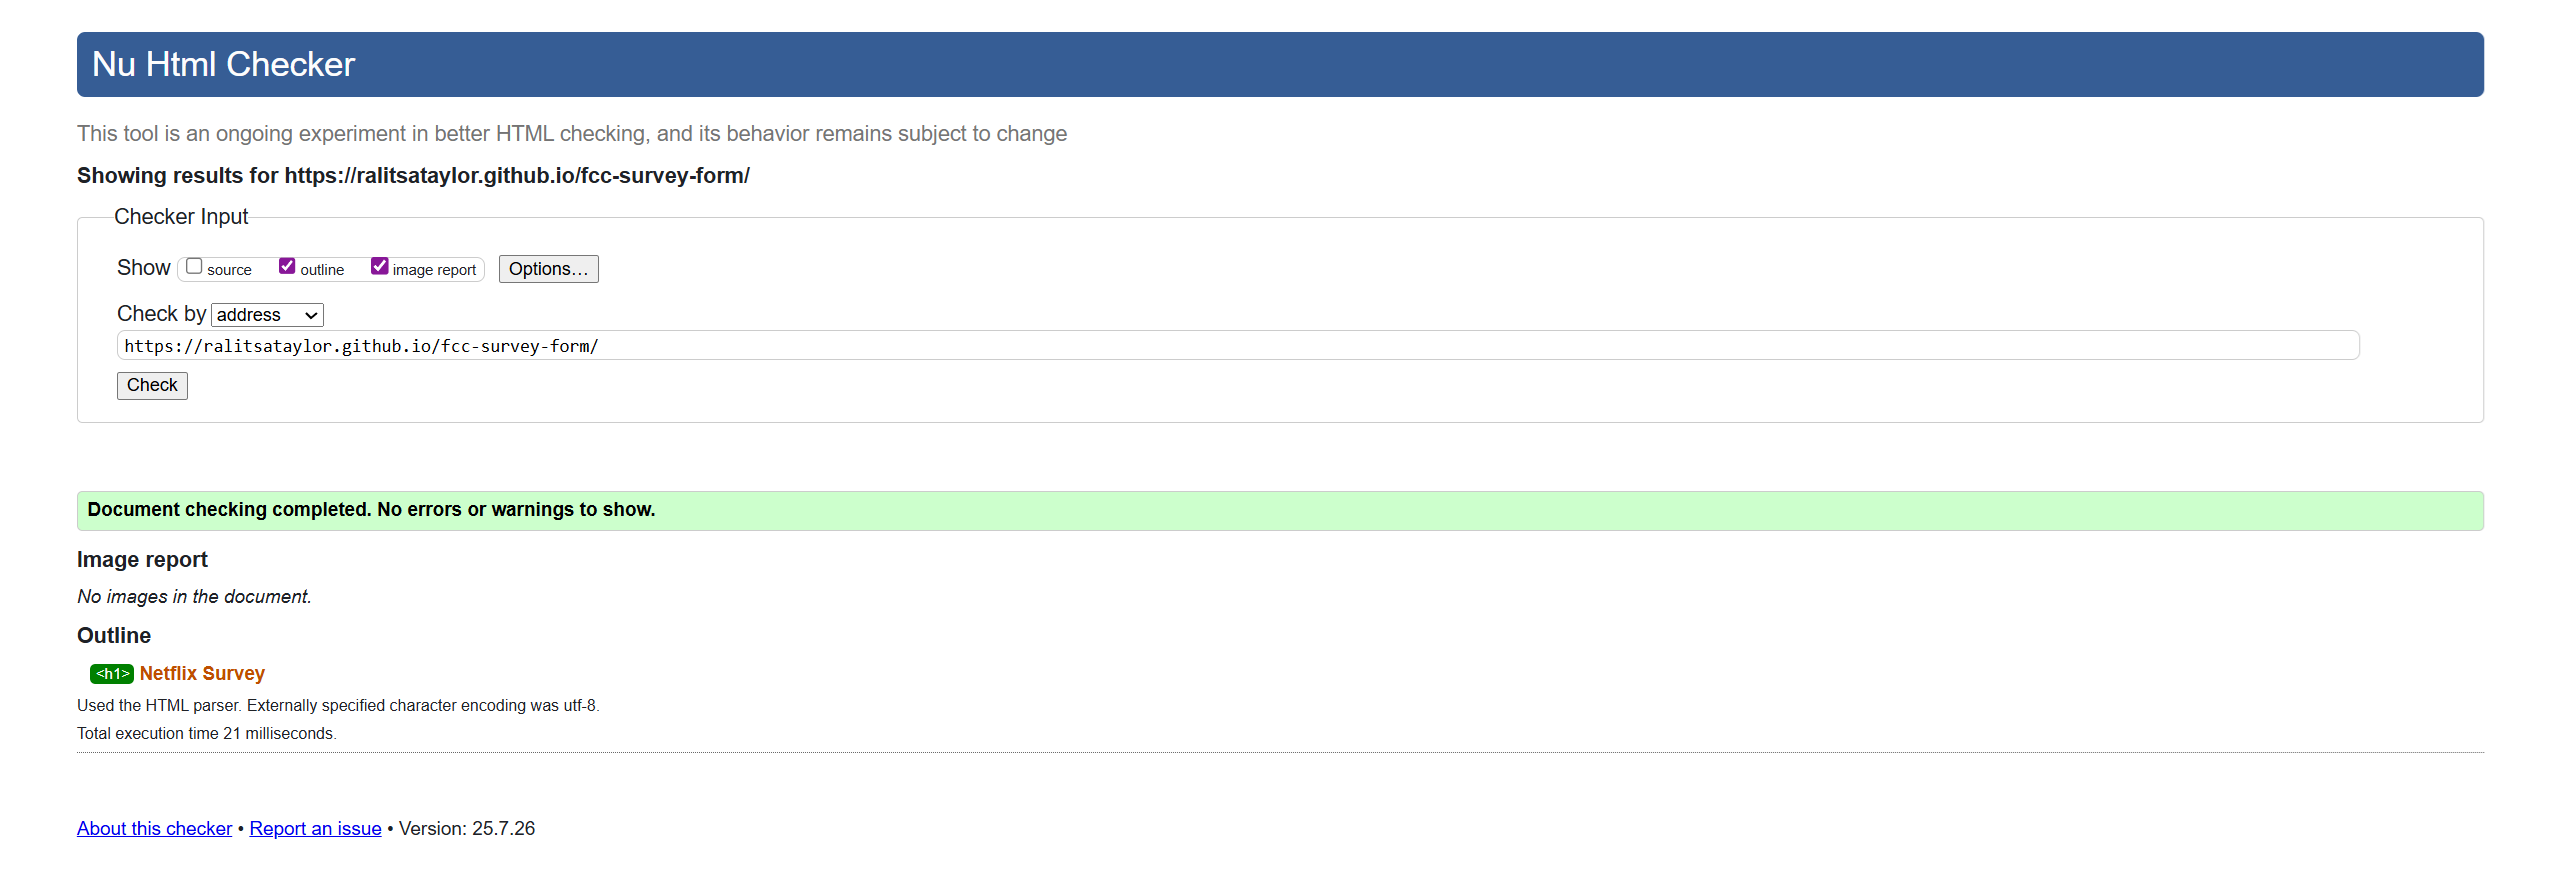 Nu Html Checker
This tool is an ongoing experiment in better HTML checking, and its behavior remains subject to change
Showing results for https://ralitsataylor.github.io/fcc-survey-form/
Checker Input
Show source outline image report Options…
Check by address
https://ralitsataylor.github.io/fcc-survey-form/
Check
Document checking completed. No errors or warnings to show.
Image report
No images in the document.
Outline
<h1> Netflix Survey
Used the HTML parser. Externally specified character encoding was utf-8.
Total execution time 21 milliseconds.
About this checker • Report an issue • Version: 25.7.26